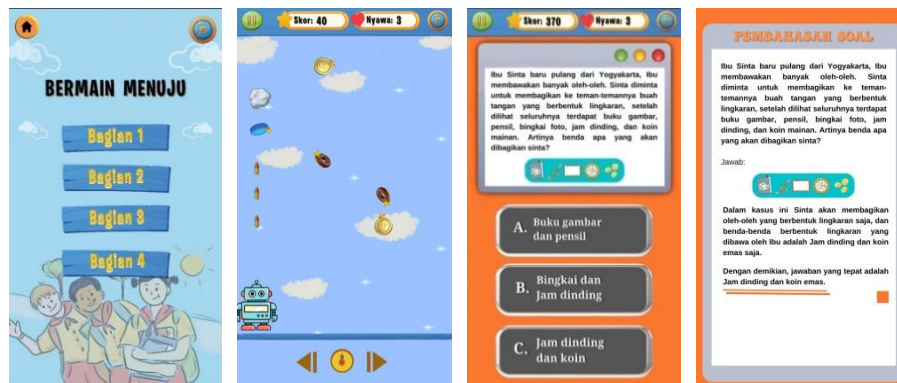 BERMAIN MENUJU
Bagian 1
Bagian 2
Bagian 3
Bagian 4
Skor: 40
Nyawa: 3
Skor: 370
Nyawa: 3
Ibu Sinta baru pulang dari Yogyakarta, Ibu
membawakan banyak oleh-oleh. Sinta diminta
untuk membagikan ke teman-temannya buah
tangan yang berbentuk lingkaran, setelah
dilihat seluruhnya terdapat buku gambar,
pensil, bingkai foto, jam dinding, dan koin
mainan. Artinya benda apa yang akan
dibagikan sinta?
A. Buku gambar
dan pensil
B. Bingkai dan
Jam dinding
C. Jam dinding
dan koin
PEMBAHASAN SOAL
Ibu Sinta baru pulang dari Yogyakarta, Ibu
membawakan banyak oleh-oleh. Sinta
diminta untuk membagikan ke teman-
temannya buah tangan yang berbentuk
lingkaran, setelah dilihat seluruhnya terdapat
buku gambar, pensil, bingkai foto, jam
dinding, dan koin mainan. Artinya benda apa
yang akan dibagikan sinta?
Jawab:
Dalam kasus ini Sinta akan membagikan
oleh-oleh yang berbentuk lingkaran saja, dan
benda-benda berbentuk lingkaran yang
dibawa oleh Ibu adalah Jam dinding dan koin
emas saja.
Dengan demikian, jawaban yang tepat adalah
Jam dinding dan koin emas.